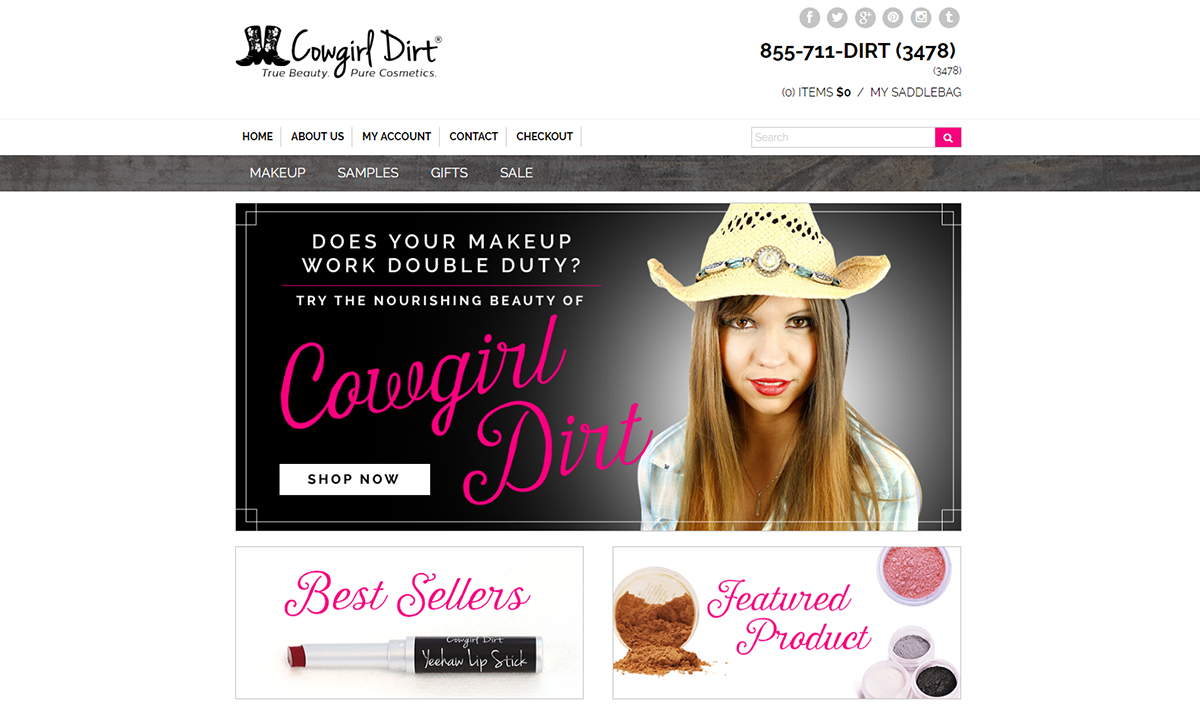 Cowgirl Dirt®
True Beauty. Pure Cosmetics.
855-711-DIRT (3478)
(3478)
(0) ITEMS $0 / MY SADDLEBAG
HOME ABOUT US MY ACCOUNT CONTACT CHECKOUT
Search
MAKEUP SAMPLES GIFTS SALE
DOES YOUR MAKEUP
WORK DOUBLE DUTY?
TRY THE NOURISHING BEAUTY OF
Cowgirl
Dirt
SHOP NOW
Best Sellers
Cowgirl Dirt
Yeehaw Lip Stick
Featured
Product